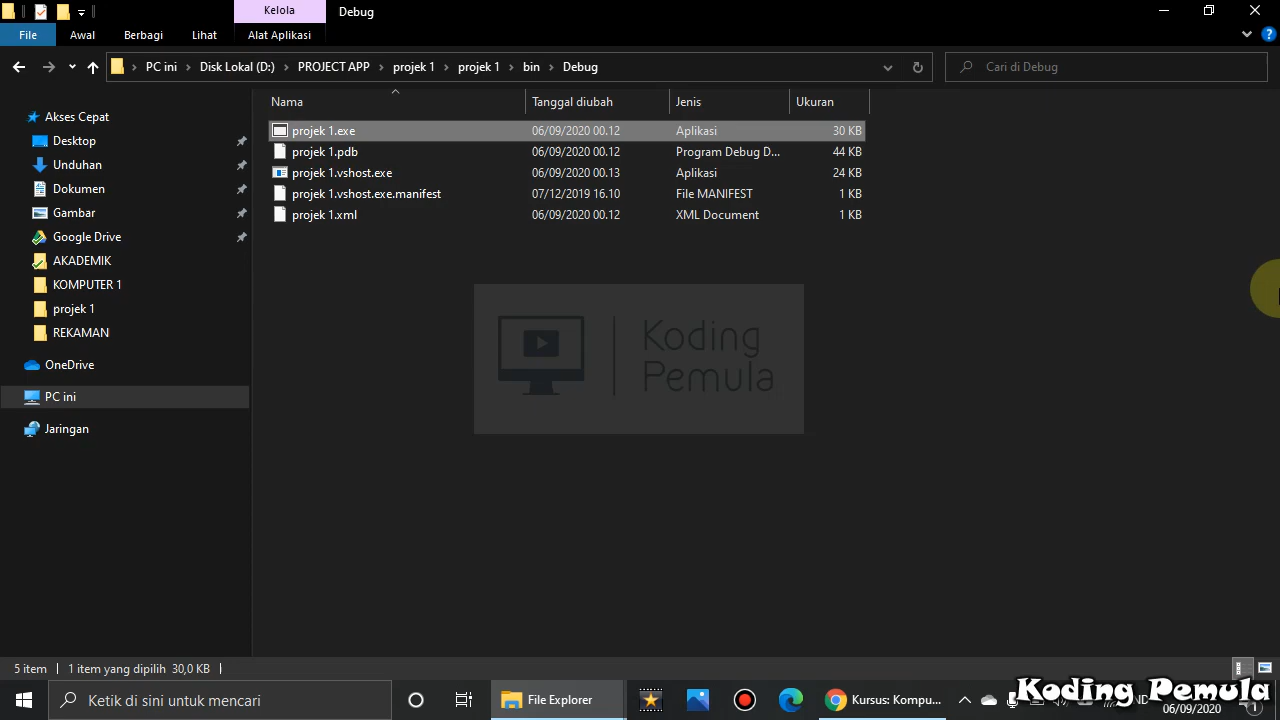 Kelola
Debug
File
Awal
Berbagi
Lihat
Alat Aplikasi
PC ini
Disk Lokal (D:)
PROJECT APP
projek 1
projek 1
bin
Debug
Cari di Debug
Nama
Tanggal diubah
Jenis
Ukuran
projek 1.exe 06/09/2020 00.12 Aplikasi 30 KB
projek 1.pdb 06/09/2020 00.12 Program Debug D... 44 KB
projek 1.vshost.exe 06/09/2020 00.13 Aplikasi 24 KB
projek 1.vshost.exe.manifest 07/12/2019 16.10 File MANIFEST 1 KB
projek 1.xml 06/09/2020 00.12 XML Document 1 KB
Akses Cepat
Desktop
Unduhan
Dokumen
Gambar
Google Drive
AKADEMIK
KOMPUTER 1
projek 1
REKAMAN
OneDrive
PC ini
Jaringan
Koding
Pemula
5 item
1 item yang dipilih 30,0 KB
Ketik di sini untuk mencari
File Explorer
Kursus: Kompu...
Koding Pemula
06/09/2020
1